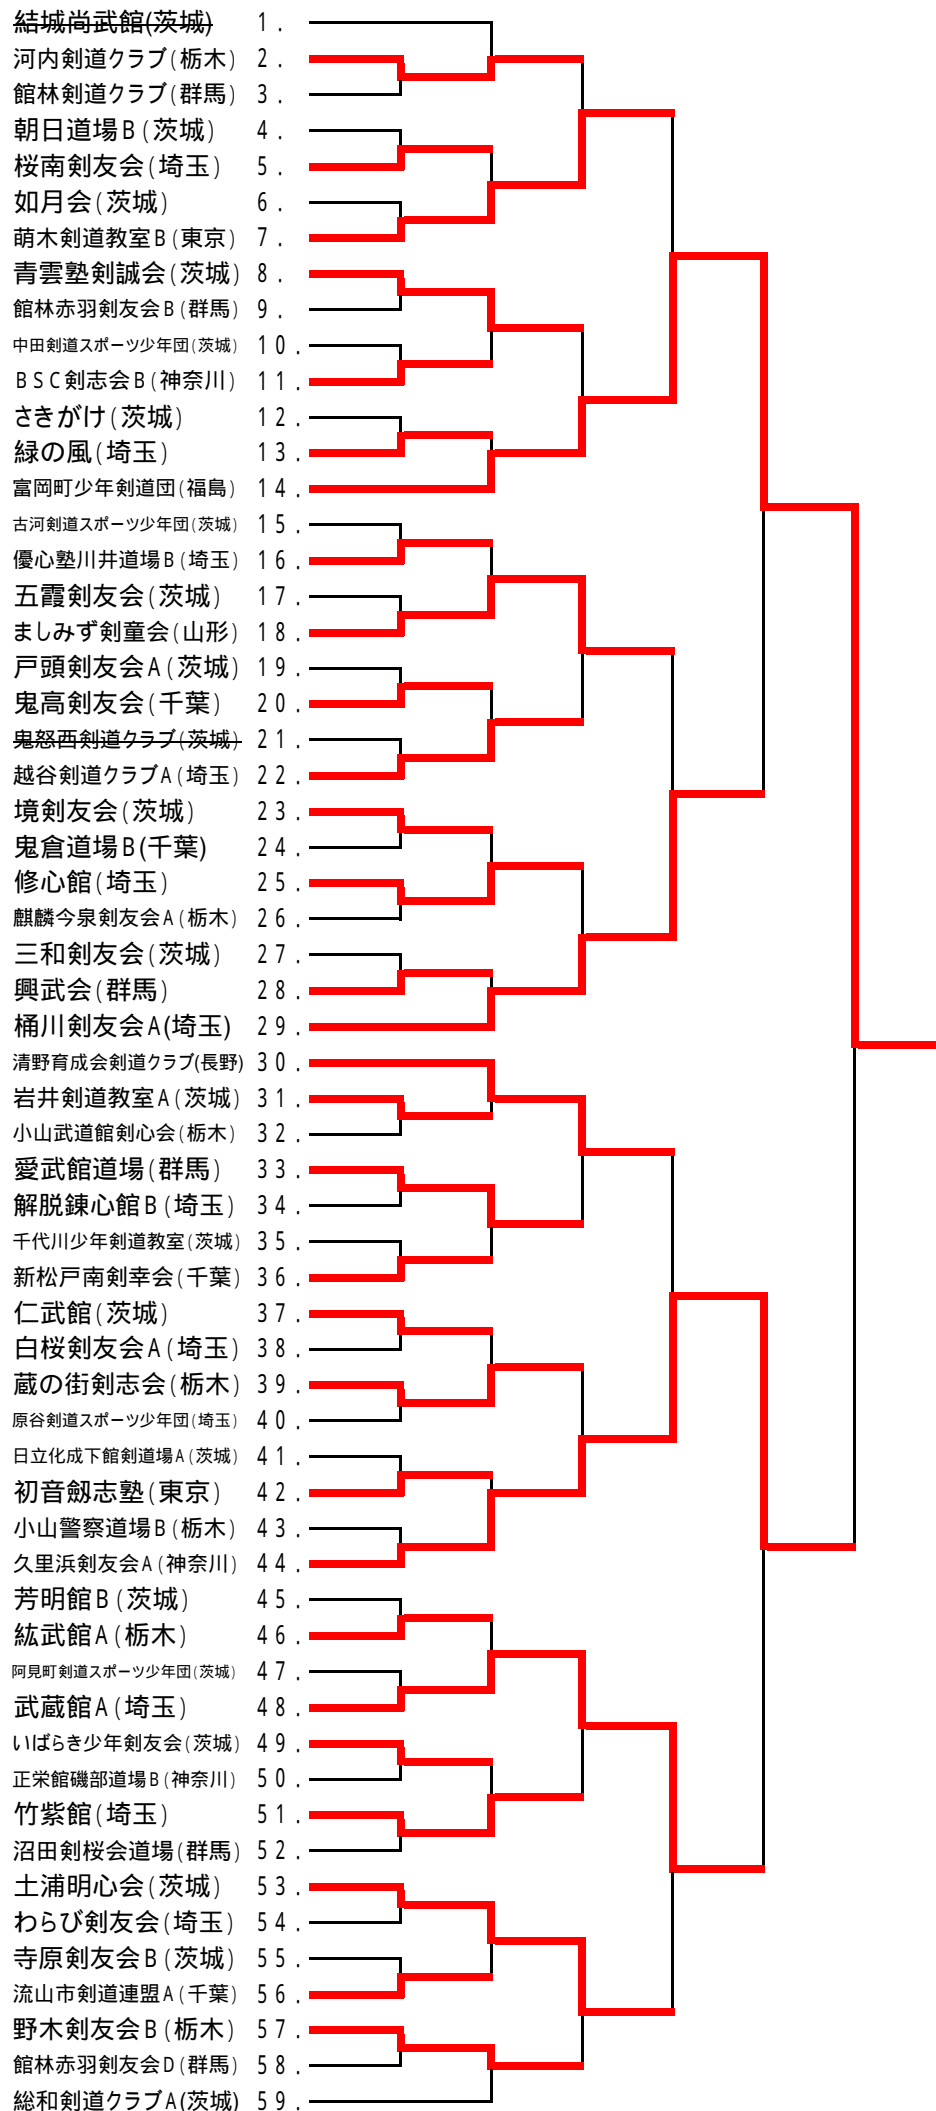 結城尚武館(茨城) 1.
河内剣道クラブ(栃木) 2.
館林剣道クラブ(群馬) 3.
朝日道場B(茨城) 4.
桜南剣友会(埼玉) 5.
如月会(茨城) 6.
萌木剣道教室B(東京) 7.
青雲塾剣誠会(茨城) 8.
館林赤羽剣友会B(群馬) 9.
中田剣道スポーツ少年団(茨城) 10.
BSC剣志会B(神奈川) 11.
さきがけ(茨城) 12.
緑の風(埼玉) 13.
富岡町少年剣道団(福島) 14.
古河剣道スポーツ少年団(茨城) 15.
優心塾川井道場B(埼玉) 16.
五霞剣友会(茨城) 17.
ましみず剣童会(山形) 18.
戸頭剣友会A(茨城) 19.
鬼高剣友会(千葉) 20.
鬼怒西剣道クラブ(茨城) 21.
越谷剣道クラブA(埼玉) 22.
境剣友会(茨城) 23.
鬼倉道場B(千葉) 24.
修心館(埼玉) 25.
麒麟今泉剣友会A(栃木) 26.
三和剣友会(茨城) 27.
興武会(群馬) 28.
桶川剣友会A(埼玉) 29.
清野育成会剣道クラブ(長野) 30.
岩井剣道教室A(茨城) 31.
小山武道館剣心会(栃木) 32.
愛武館道場(群馬) 33.
解脱錬心館B(埼玉) 34.
千代川少年剣道教室(茨城) 35.
新松戸南剣幸会(千葉) 36.
仁武館(茨城) 37.
白桜剣友会A(埼玉) 38.
蔵の街剣志会(栃木) 39.
原谷剣道スポーツ少年団(埼玉) 40.
日立化成下館剣道場A(茨城) 41.
初音劔志塾(東京) 42.
小山警察道場B(栃木) 43.
久里浜剣友会A(神奈川) 44.
芳明館B(茨城) 45.
紘武館A(栃木) 46.
阿見町剣道スポーツ少年団(茨城) 47.
武蔵館A(埼玉) 48.
いばらき少年剣友会(茨城) 49.
正栄館磯部道場B(神奈川) 50.
竹紫館(埼玉) 51.
沼田剣桜会道場(群馬) 52.
土浦明心会(茨城) 53.
わらび剣友会(埼玉) 54.
寺原剣友会B(茨城) 55.
流山市剣道連盟A(千葉) 56.
野木剣友会B(栃木) 57.
館林赤羽剣友会D(群馬) 58.
総和剣道クラブA(茨城) 59.